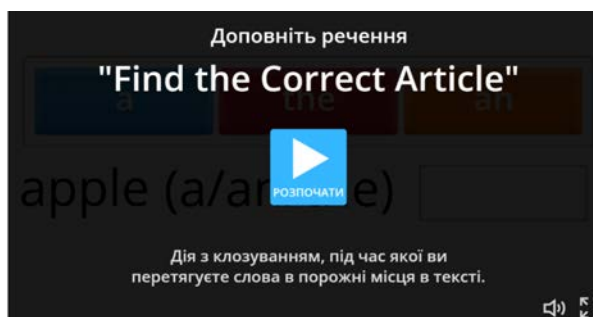 Доповніть речення
"Find the Correct Article"
a the an
apple (a/an/the)
РОЗПОЧАТИ
Дія з клозуванням, під час якої ви
перетягуєте слова в порожні місця в тексті.